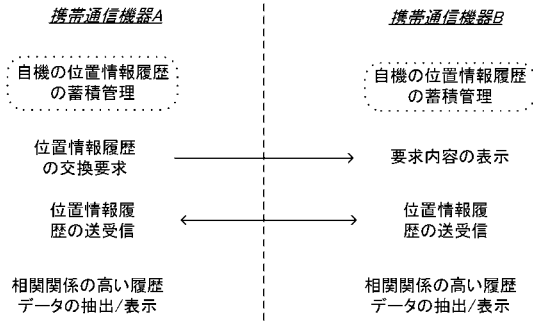 携帯通信機器A
携帯通信機器B
自機の位置情報履歴
の蓄積管理
自機の位置情報履歴
の蓄積管理
位置情報履歴
の交換要求
要求内容の表示
位置情報履
歴の送受信
位置情報履
歴の送受信
相関関係の高い履歴
データの抽出/表示
相関関係の高い履歴
データの抽出/表示